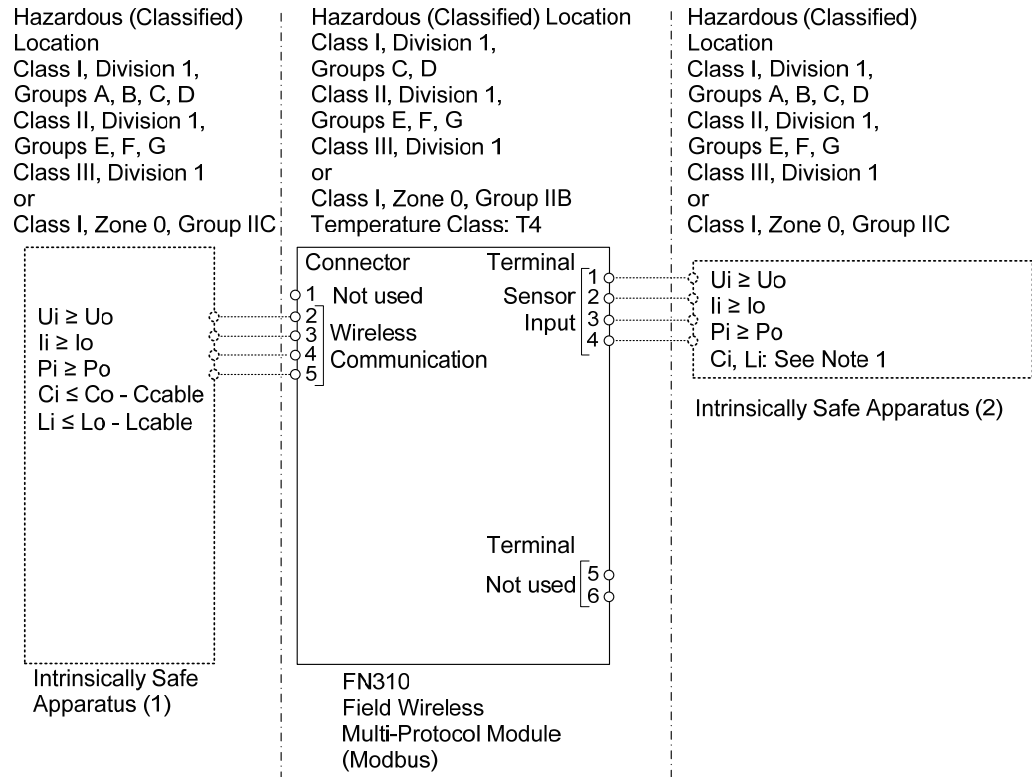 Hazardous (Classified)
Location
Class I, Division 1,
Groups A, B, C, D
Class II, Division 1,
Groups E, F, G
Class III, Division 1
or
Class I, Zone 0, Group IIC
Hazardous (Classified) Location
Class I, Division 1,
Groups C, D
Class II, Division 1,
Groups E, F, G
Class III, Division 1
or
Class I, Zone 0, Group IIB
Temperature Class: T4
Hazardous (Classified)
Location
Class I, Division 1,
Groups A, B, C, D
Class II, Division 1,
Groups E, F, G
Class III, Division 1
or
Class I, Zone 0, Group IIC
Ui ≥ Uo
Ii ≥ Io
Pi ≥ Po
Ci ≤ Co - Ccable
Li ≤ Lo - Lcable
Intrinsically Safe
Apparatus (1)
Connector
1 Not used
2
3 Wireless
4 Communication
5
Terminal
1
Sensor 2
Input 3
4
Terminal
Not used 5
6
FN310
Field Wireless
Multi-Protocol Module
(Modbus)
Ui ≥ Uo
Ii ≥ Io
Pi ≥ Po
Ci, Li: See Note 1
Intrinsically Safe Apparatus (2)